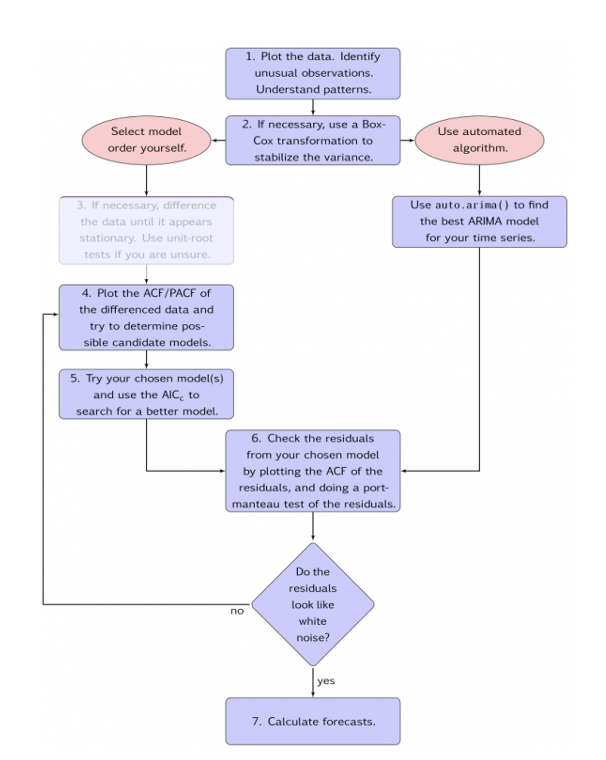 1. Plot the data. Identify
unusual observations.
Understand patterns.
Select model
order yourself.
2. If necessary, use a Box-
Cox transformation to
stabilize the variance.
Use automated
algorithm.
3. If necessary, difference
the data until it appears
stationary. Use unit-root
tests if you are unsure.
Use auto.arima() to find
the best ARIMA model
for your time series.
4. Plot the ACF/PACF of
the differenced data and
try to determine pos-
sible candidate models.
5. Try your chosen model(s)
and use the AICc to
search for a better model.
6. Check the residuals
from your chosen model
by plotting the ACF of the
residuals, and doing a port-
manteau test of the residuals.
Do the
residuals
look like
white
noise?
no
yes
7. Calculate forecasts.